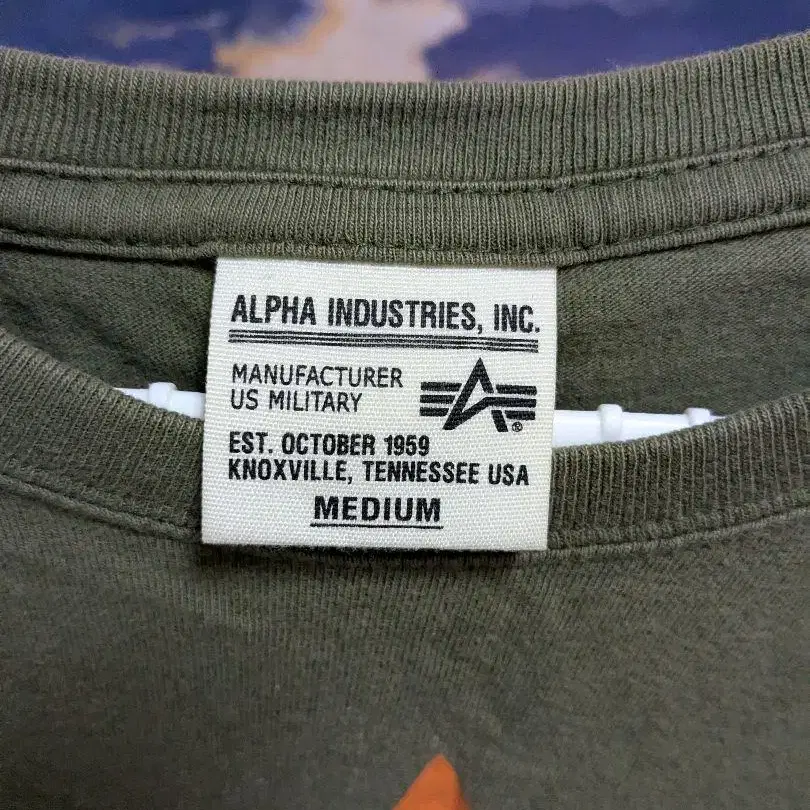 ALPHA INDUSTRIES, INC.
MANUFACTURER
US MILITARY
®
EST. OCTOBER 1959
KNOXVILLE, TENNESSEE USA
MEDIUM